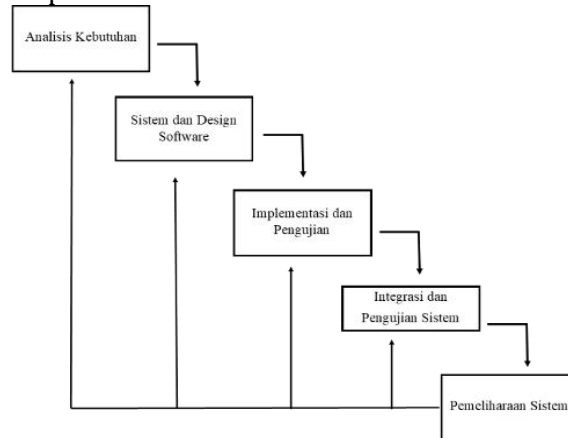 Analisis Kebutuhan
Sistem dan Design
Software
Implementasi dan
Pengujian
Integrasi dan
Pengujian Sistem
Pemeliharaan Sistem